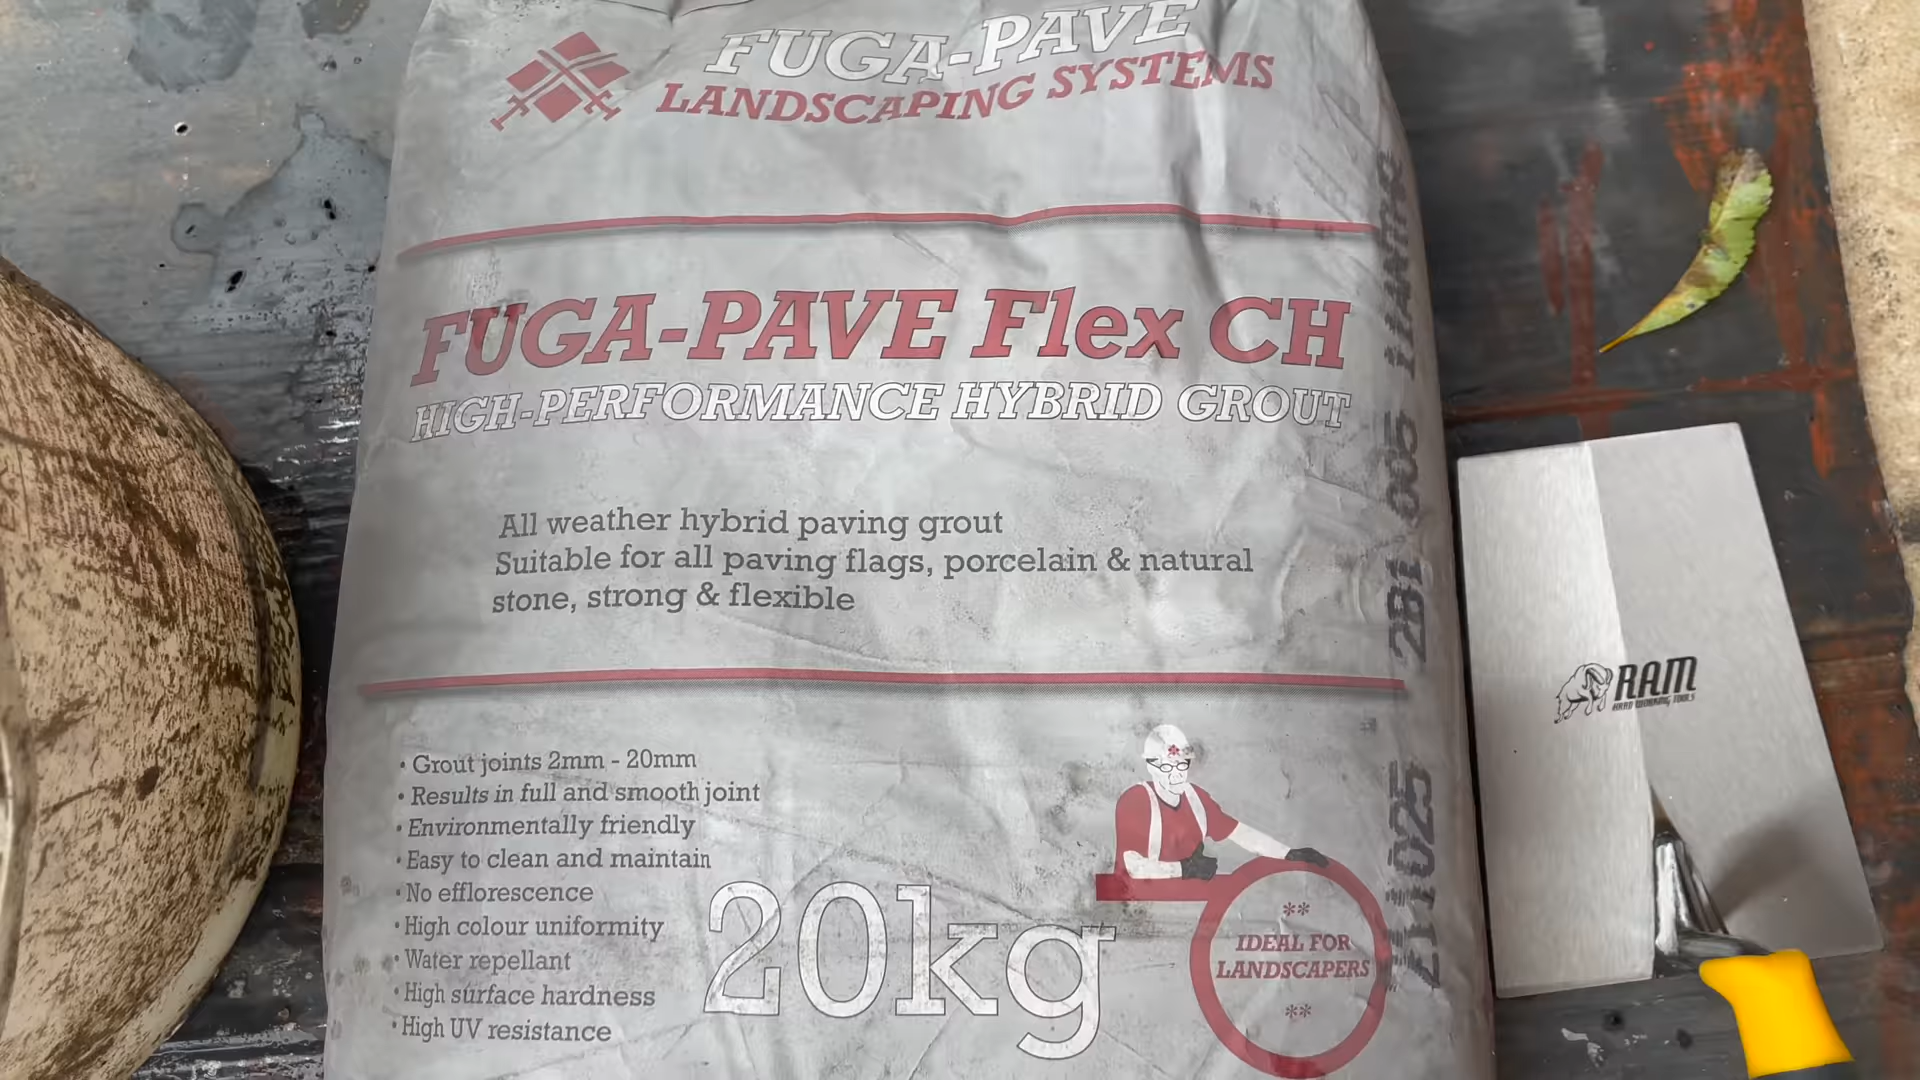 FUGA-PAVE
LANDSCAPING SYSTEMS
FUGA-PAVE Flex CH
HIGH-PERFORMANCE HYBRID GROUT
All weather hybrid paving grout
Suitable for all paving flags, porcelain & natural
stone, strong & flexible
• Grout joints 2mm - 20mm
• Results in full and smooth joint
• Environmentally friendly
• Easy to clean and maintain
• No efflorescence
• High colour uniformity
• Water repellant
• High surface hardness
• High UV resistance
20kg
**
IDEAL FOR
LANDSCAPERS
**
RAM
HARD WORKING TOOLS